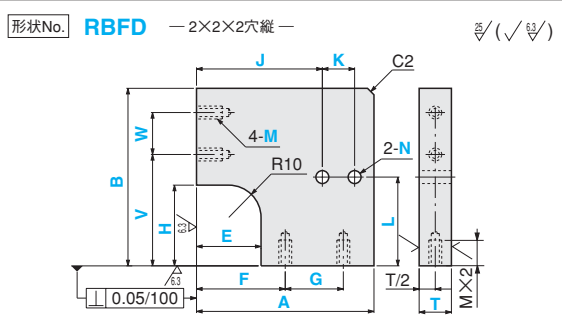 形状No. RBFD －2×2×2穴縦－
25 ( 6.3 )
J K C2
W 4-M 2-N
B R10
V H L
6.3 E
F G T/2 M×2
6.3
⊥ 0.05/100 A T